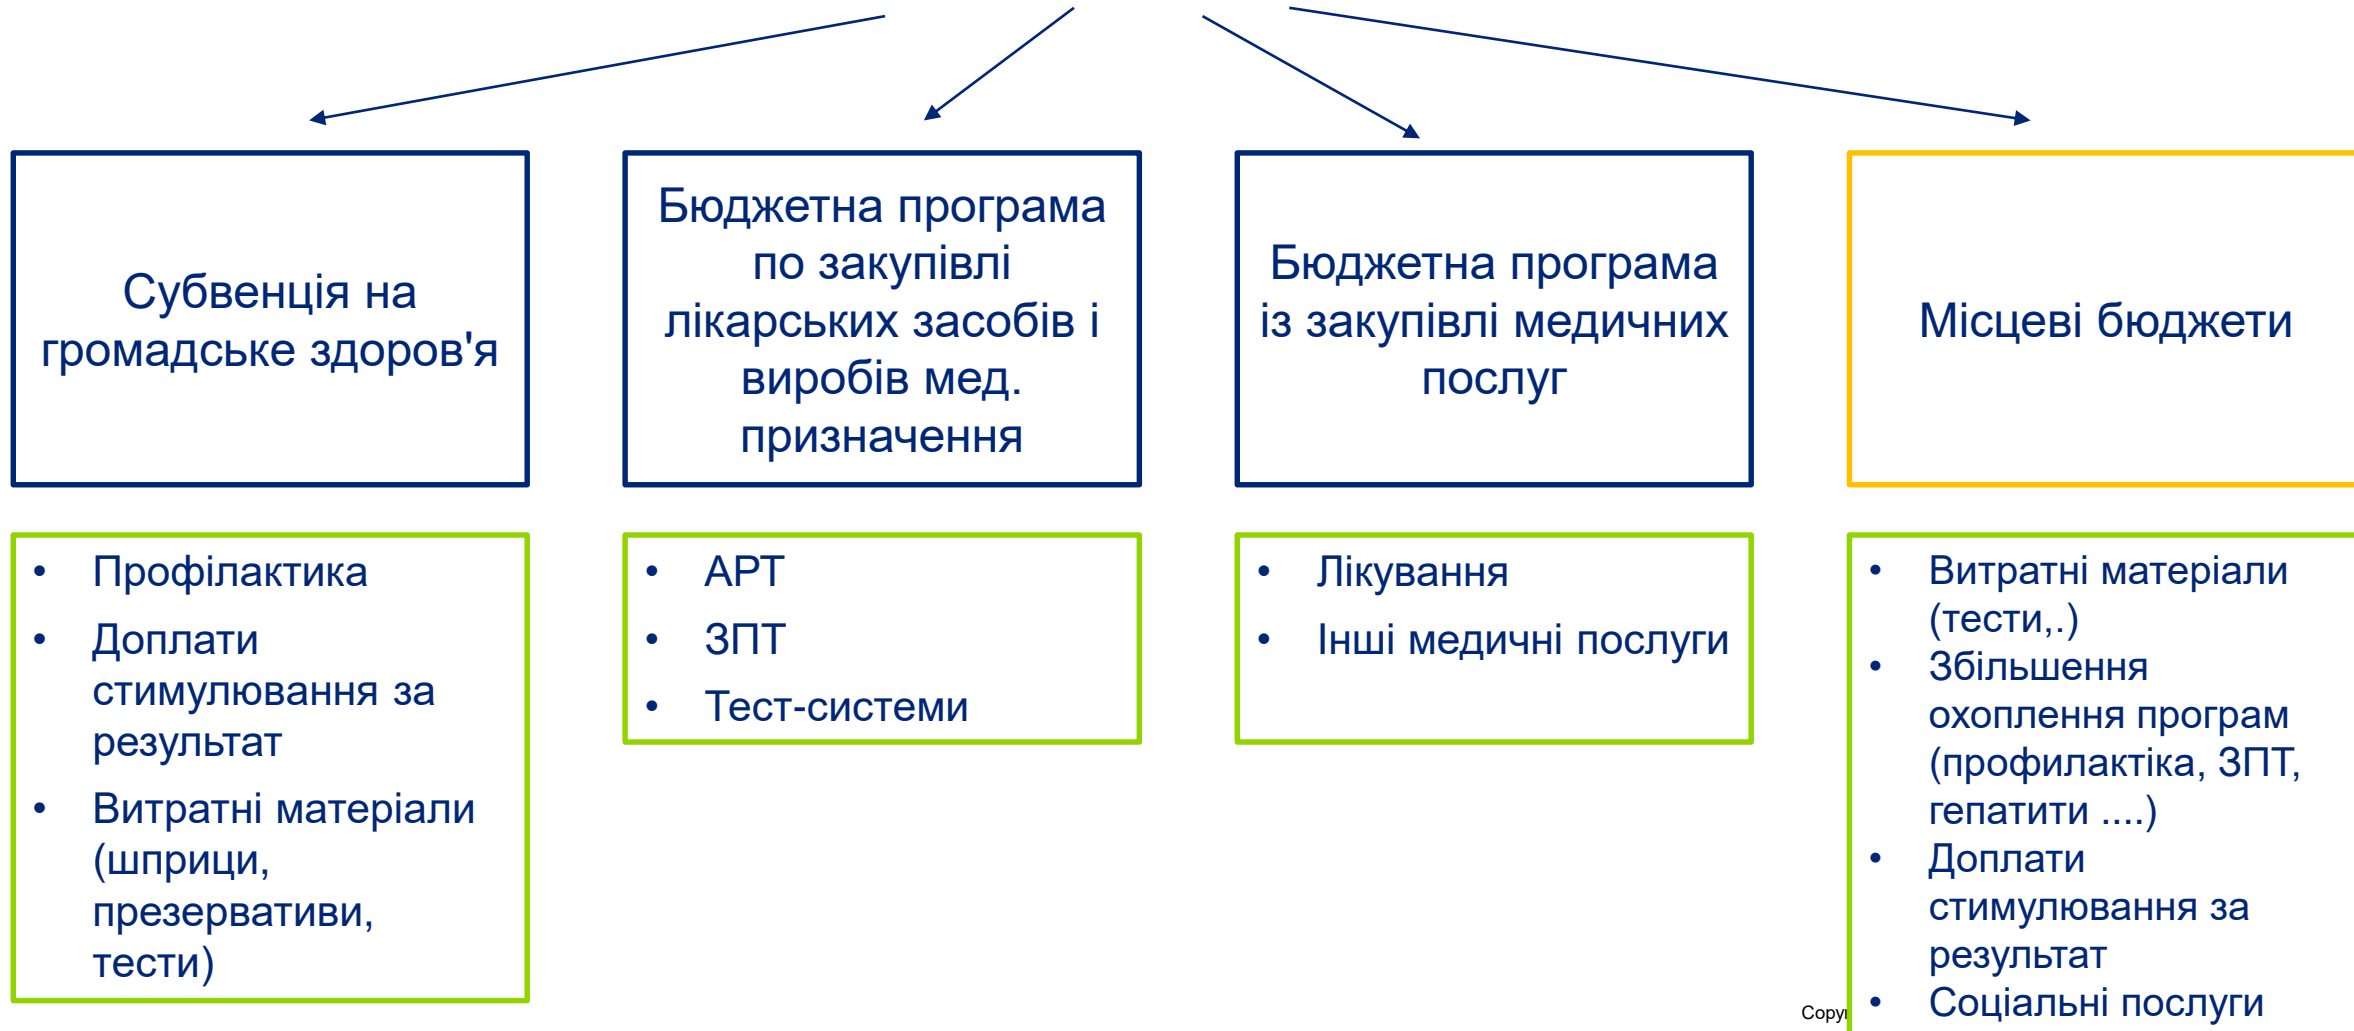 Субвенція на
громадське здоров'я
Бюджетна програма
по закупівлі
лікарських засобів і
виробів мед.
призначення
Бюджетна програма
із закупівлі медичних
послуг
Місцеві бюджети
• Профілактика
• Доплати
стимулювання за
результат
• Витратні матеріали
(шприци,
презервативи,
тести)
• АРТ
• ЗПТ
• Тест-системи
• Лікування
• Інші медичні послуги
• Витратні матеріали
(тести,.)
• Збільшення
охоплення програм
(профилактіка, ЗПТ,
гепатити ....)
• Доплати
стимулювання за
результат
• Соціальні послуги